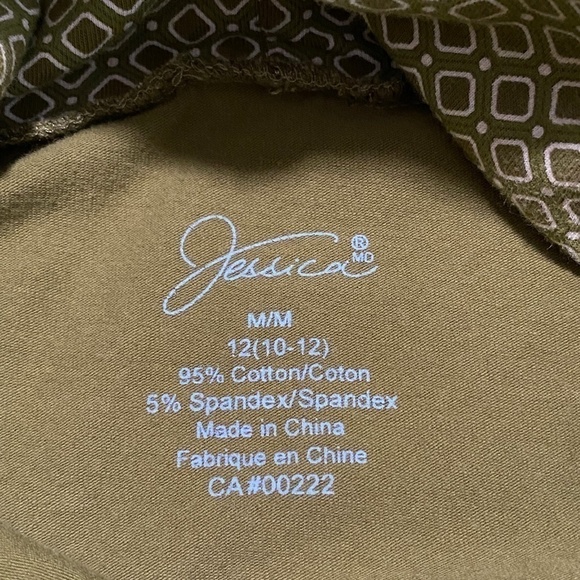 Jessica®
MD
M/M
12(10-12)
95% Cotton/Coton
5% Spandex/Spandex
Made in China
Fabrique en Chine
CA#00222